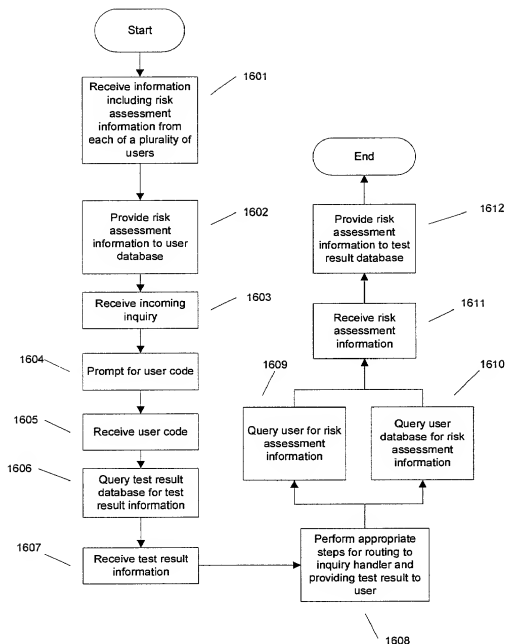 Start
Receive information
including risk
assessment
information from
each of a plurality of
users
1601
Provide risk
assessment
information to user
database
1602
Receive incoming
inquiry
1603
1604
Prompt for user code
1605
Receive user code
1606
Query test result
database for test
result information
1607
Receive test result
information
Perform appropriate
steps for routing to
inquiry handler and
providing test result to
user
1608
1609
Query user for risk
assessment
information
1610
Query user
database for risk
assessment
information
Receive risk
assessment
information
1611
Provide risk
assessment
information to test
result database
1612
End